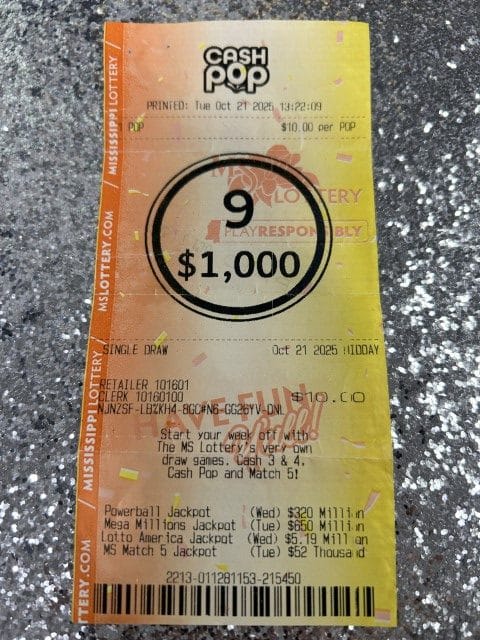 CASH
POP
PRINTED: Tue Oct 21 2025 13:22:09
POP $10.00 per POP
MS
LOTTERY
9
PLAY RESPONSIBLY
$1,000
SINGLE DRAW Oct 21 2025 MIDDAY
RETAILER 101601
CLERK 10160100 $10.00
HAVE FUN
Start your week off with
The MS Lottery's very own
draw games, Cash 3 & 4,
Cash Pop and Match 5!
Powerball Jackpot (Wed) $320 Million
Mega Millions Jackpot (Tue) $650 Million
Lotto America Jackpot (Wed) $5.19 Million
MS Match 5 Jackpot (Tue) $52 Thousand
2213-011281153-215450
MISSISSIPPI LOTTERY
MSLOTTERY.COM
MISSISSIPPI LOTTERY
TTERY.COM